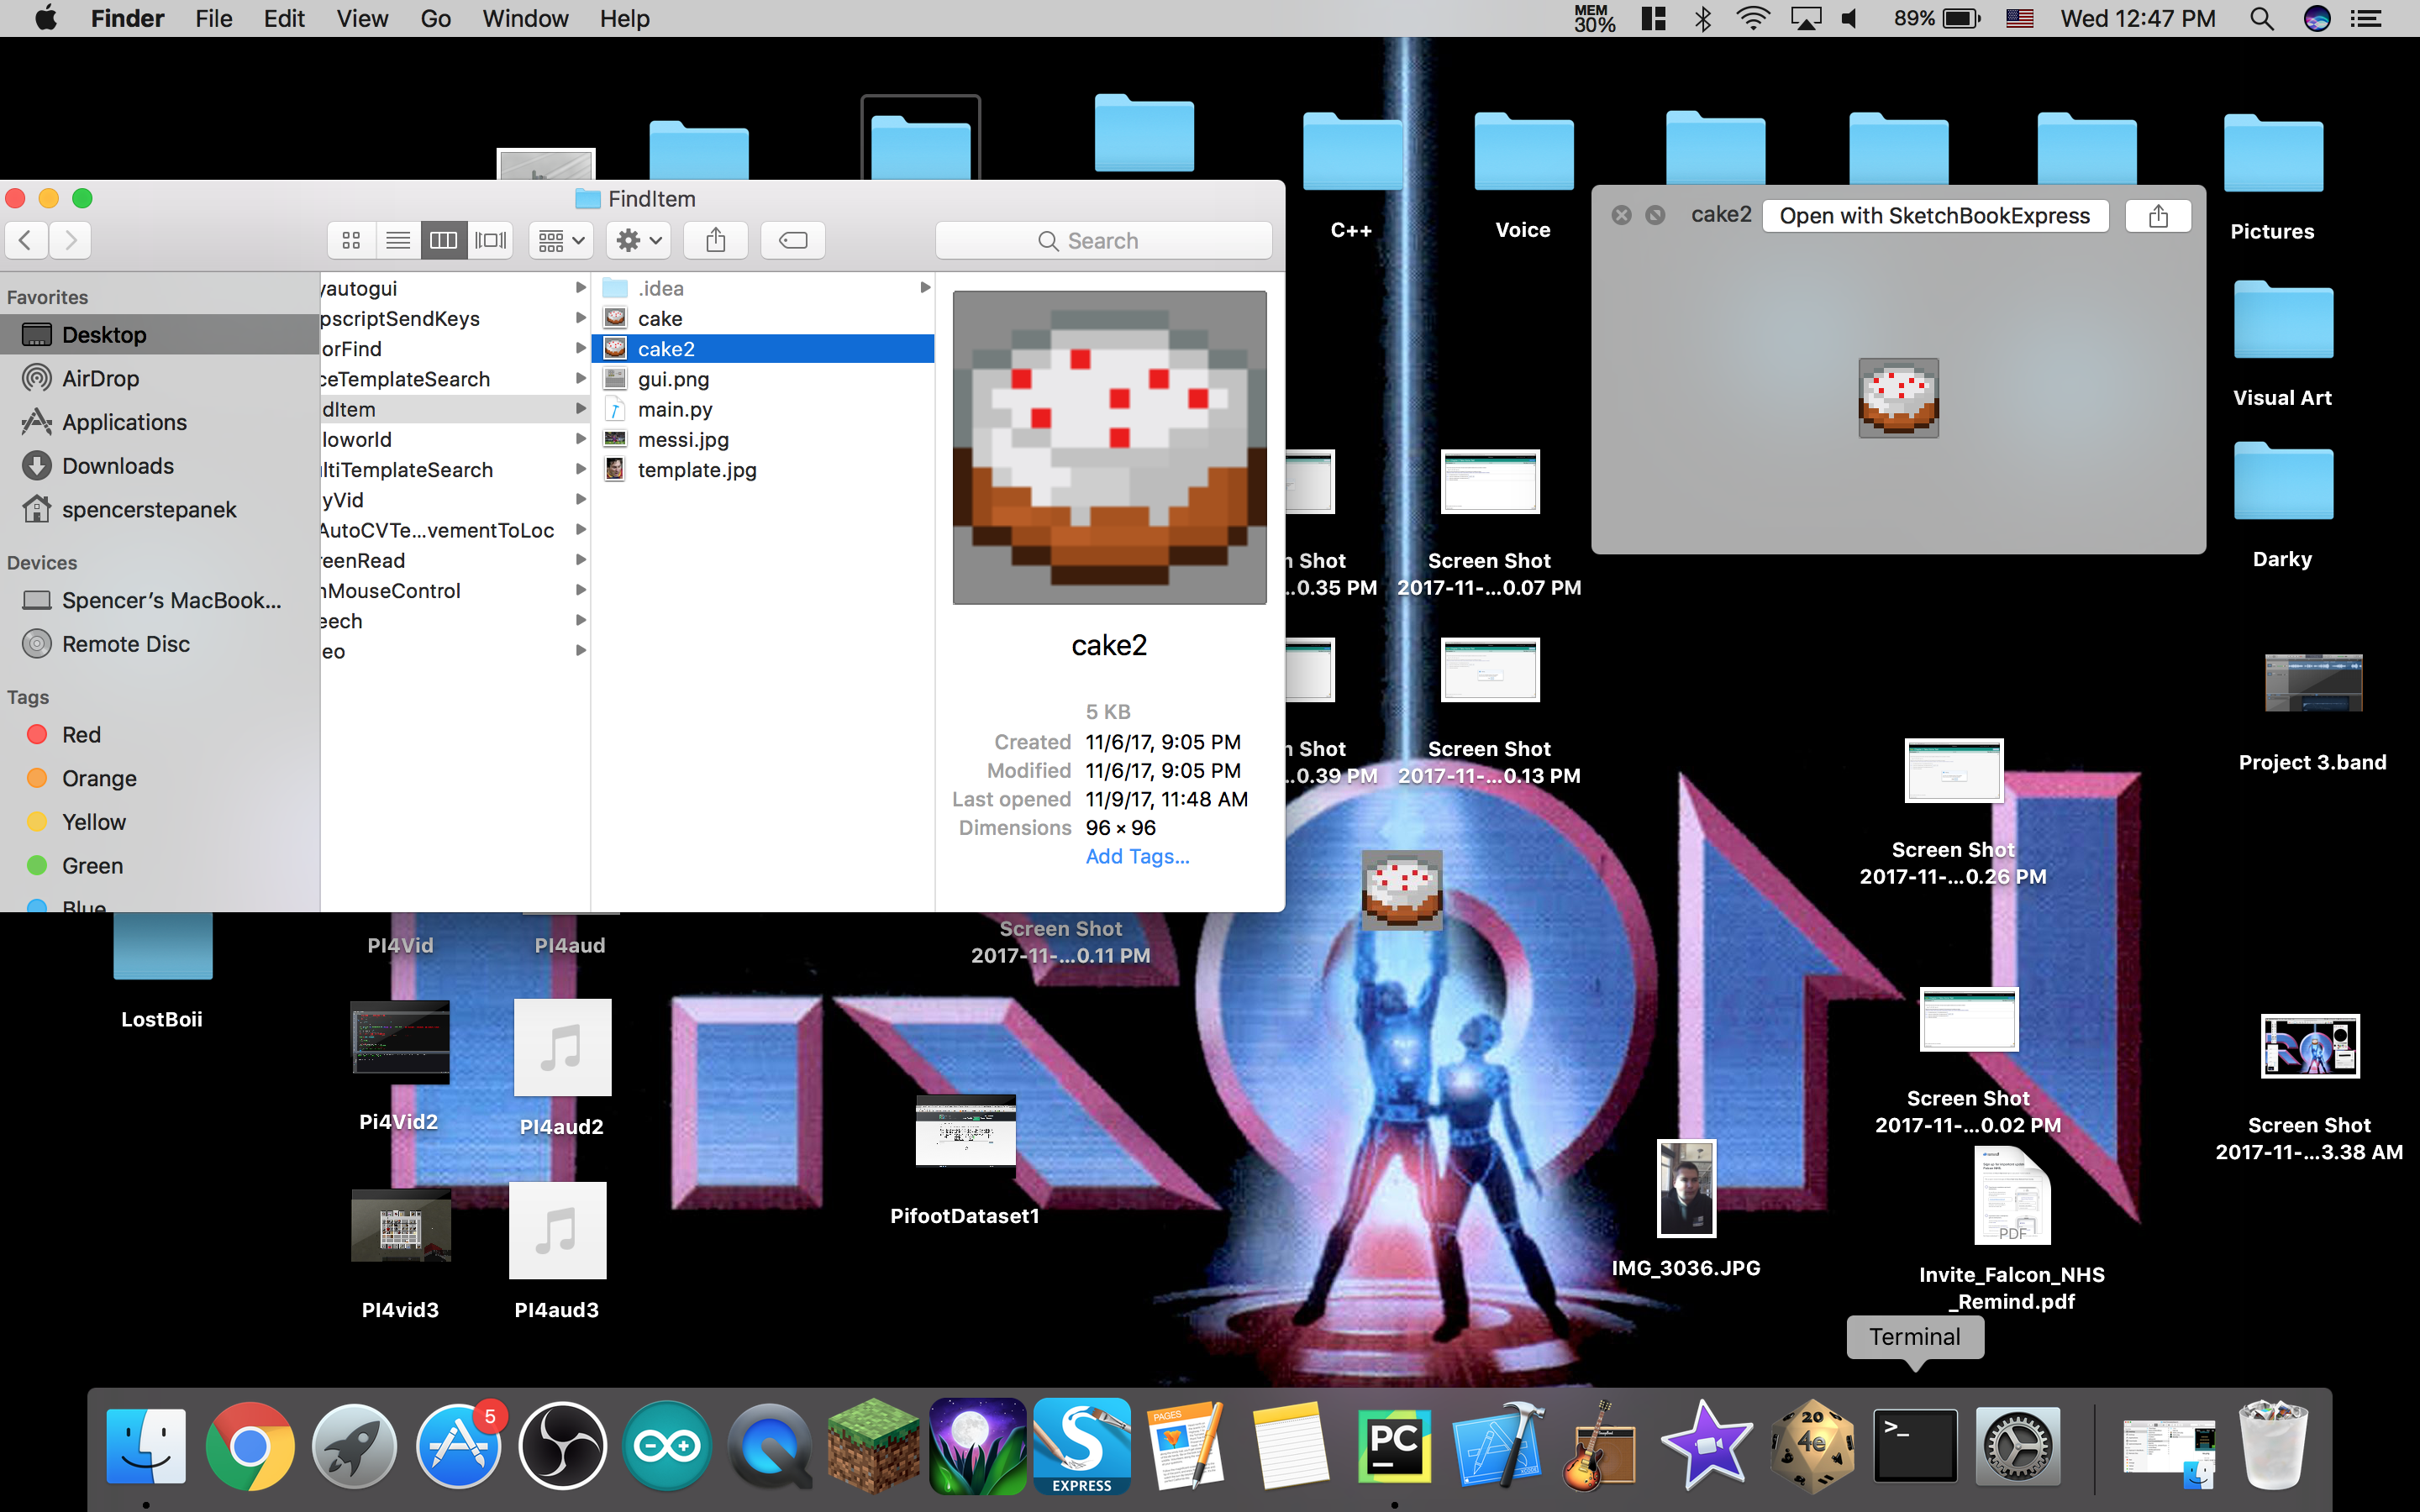 Finder File Edit View Go Window Help
MEM
30%
89%
Wed 12:47 PM
FindItem
Search
Favorites
Desktop
AirDrop
Applications
Downloads
spencerstepanek
Devices
Spencer's MacBook...
Remote Disc
Tags
Red
Orange
Yellow
Green
Blue
yautogui
pscriptSendKeys
orFind
ceTemplateSearch
dItem
loworld
ltiTemplateSearch
yVid
AutoCVTe...vementToLoc
reenRead
nMouseControl
eech
eo
.idea
cake
cake2
gui.png
main.py
messi.jpg
template.jpg
cake2
5 KB
Created 11/6/17, 9:05 PM
Modified 11/6/17, 9:05 PM
Last opened 11/9/17, 11:48 AM
Dimensions 96 × 96
Add Tags...
cake2
Open with SketchBookExpress
C++
Voice
Pictures
Visual Art
Darky
n Shot
...0.35 PM
Screen Shot
2017-11-...0.07 PM
n Shot
...0.39 PM
Screen Shot
2017-11-...0.13 PM
Project 3.band
Screen Shot
2017-11-...0.26 PM
Screen Shot
2017-11-...0.11 PM
Screen Shot
2017-11-...0.02 PM
Screen Shot
2017-11-...3.38 AM
LostBoii
PI4Vid
PI4aud
Pi4Vid2
PI4aud2
PI4vid3
PI4aud3
PifootDataset1
IMG_3036.JPG
PDF
Invite_Falcon_NHS
_Remind.pdf
Terminal
5
EXPRESS
PAGES
PC
20
4e
>_